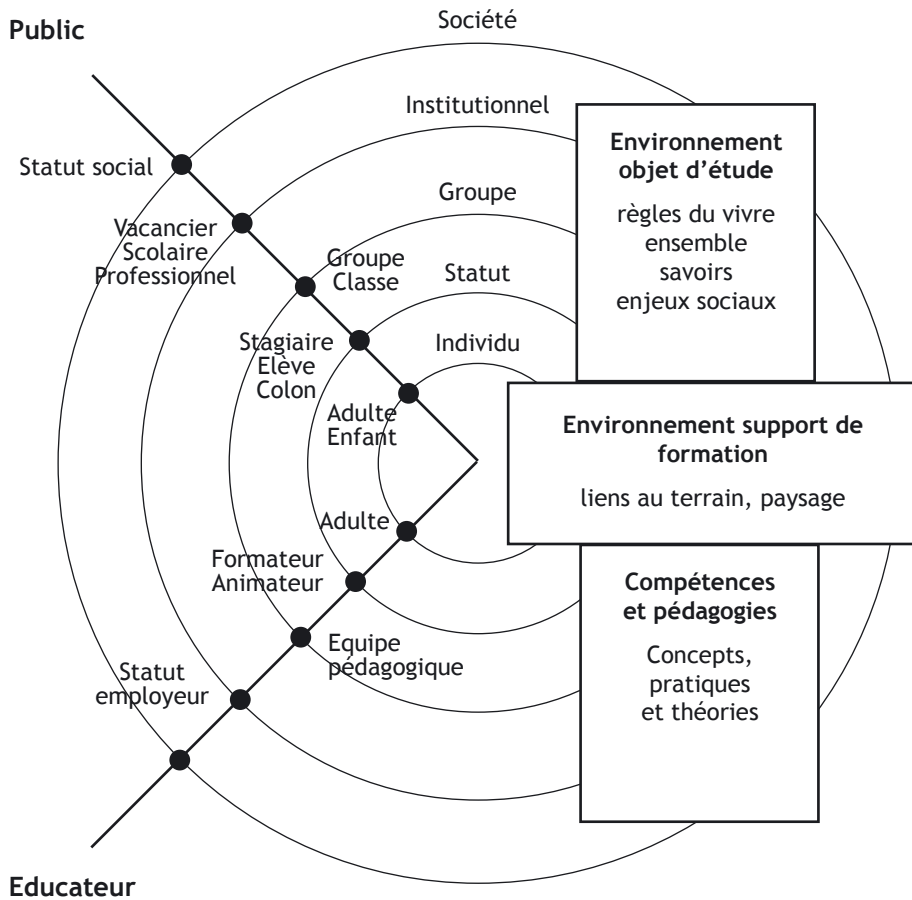 Public
Société
Institutionnel
Groupe
Statut
Individu
Statut social
Vacancier
Scolaire
Professionnel
Groupe
Classe
Stagiaire
Elève
Colon
Adulte
Enfant
Adulte
Formateur
Animateur
Equipe
pédagogique
Statut
employeur
Educateur
Environnement
objet d’étude
règles du vivre
ensemble
savoirs
enjeux sociaux
Environnement support de
formation
liens au terrain, paysage
Compétences
et pédagogies
Concepts,
pratiques
et théories